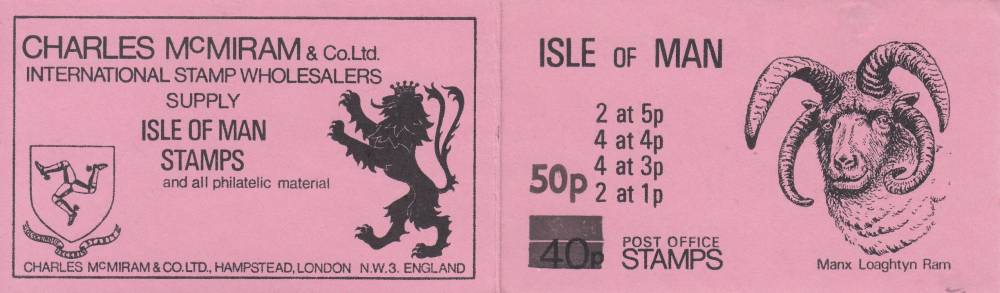 CHARLES McMIRAM & Co.Ltd.
INTERNATIONAL STAMP WHOLESALERS
SUPPLY
ISLE OF MAN
STAMPS
and all philatelic material
CHARLES McMIRAM & CO.LTD., HAMPSTEAD, LONDON N.W.3. ENGLAND
ISLE OF MAN
2 at 5p
4 at 4p
4 at 3p
2 at 1p
50p
40p
POST OFFICE
STAMPS
Manx Loaghtyn Ram